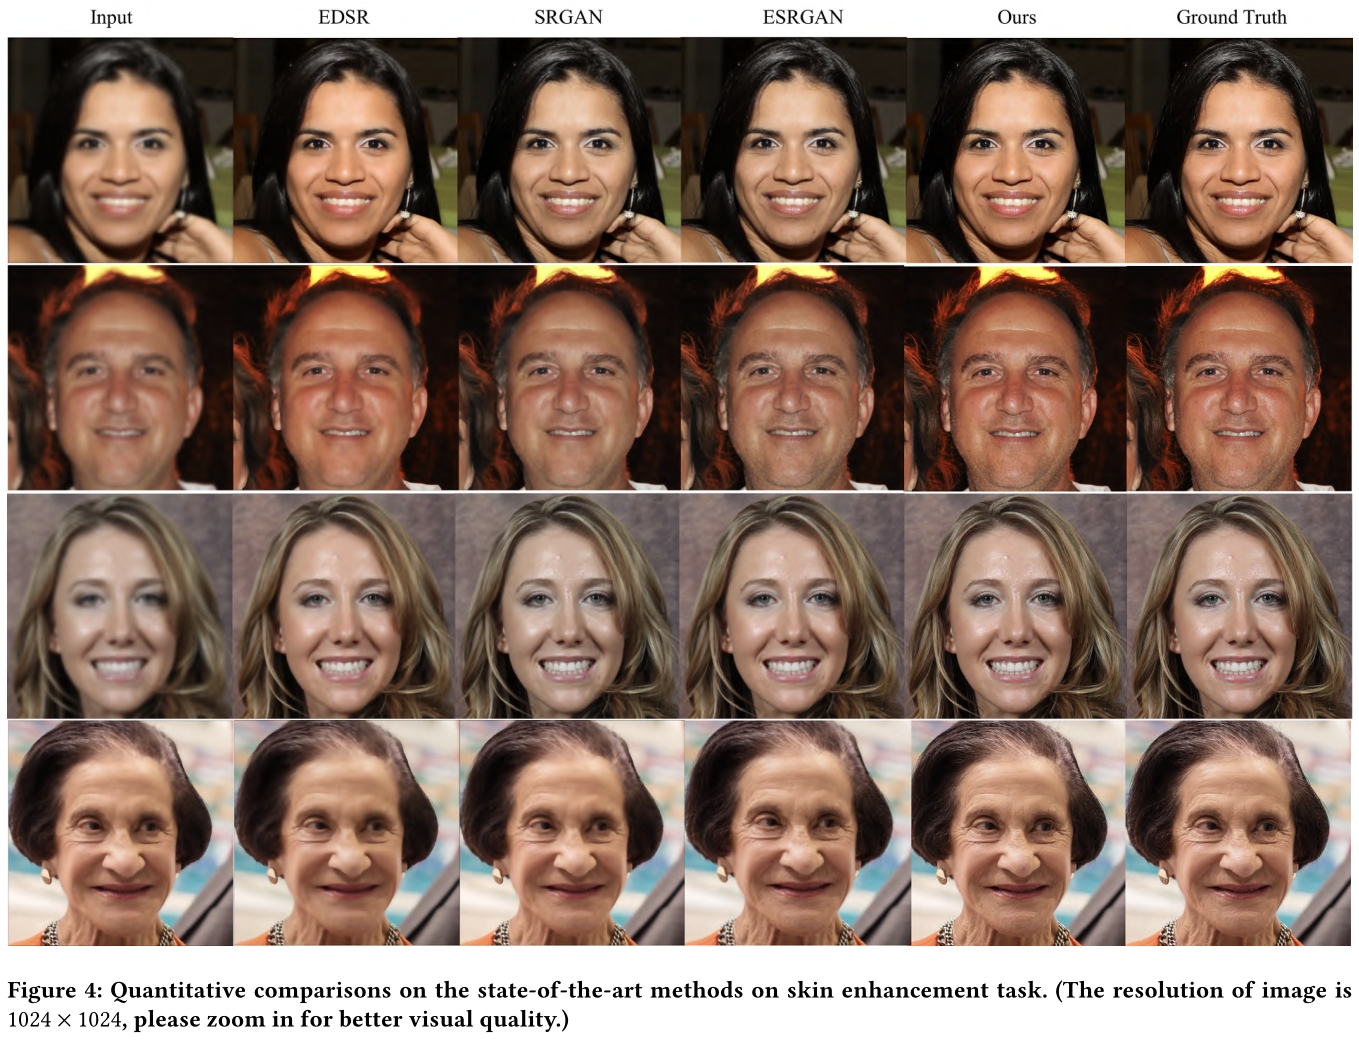 Input EDSR SRGAN ESRGAN Ours Ground Truth
Figure 4: Quantitative comparisons on the state-of-the-art methods on skin enhancement task. (The resolution of image is
1024 × 1024, please zoom in for better visual quality.)